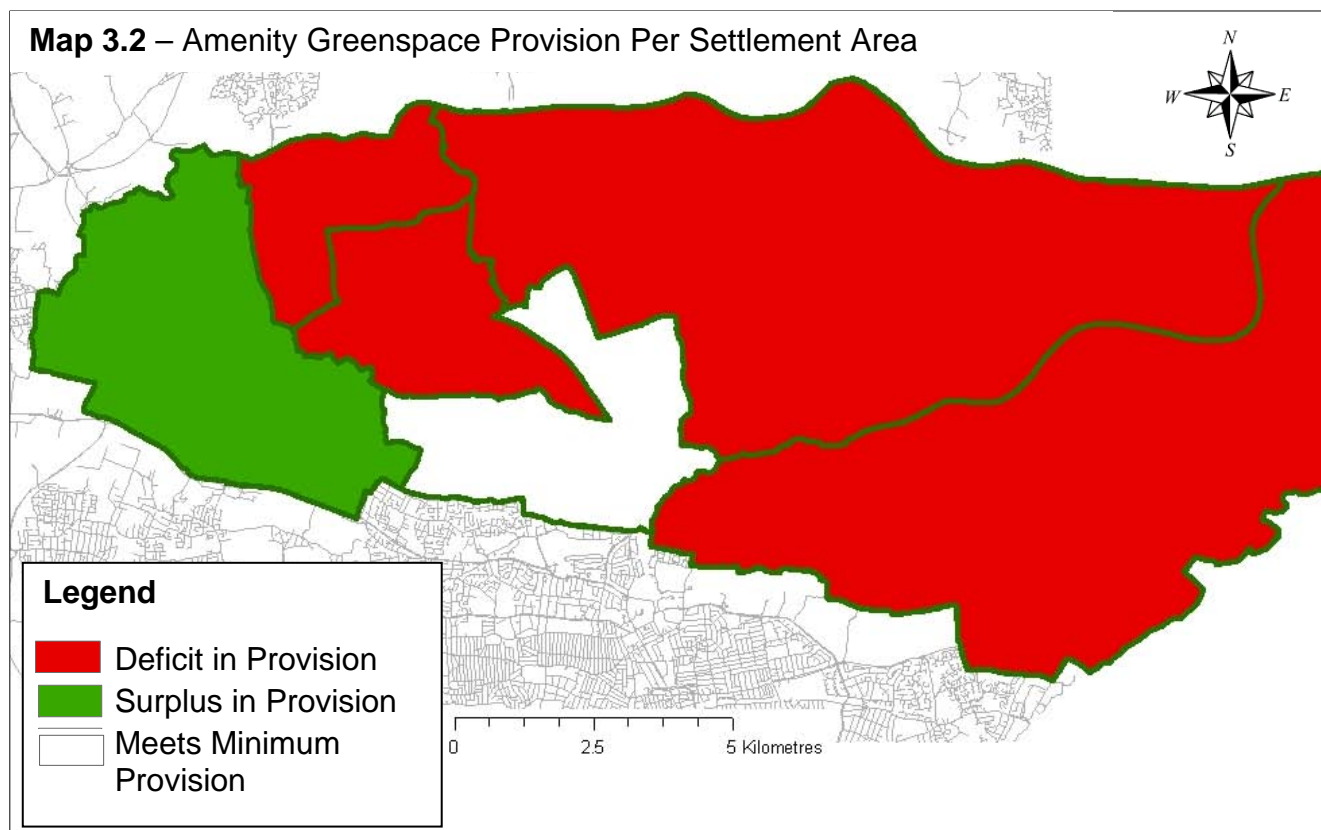 Map 3.2 – Amenity Greenspace Provision Per Settlement Area
N
W E
S
Legend
Deficit in Provision
Surplus in Provision
Meets Minimum
Provision
0 2.5 5 Kilometres